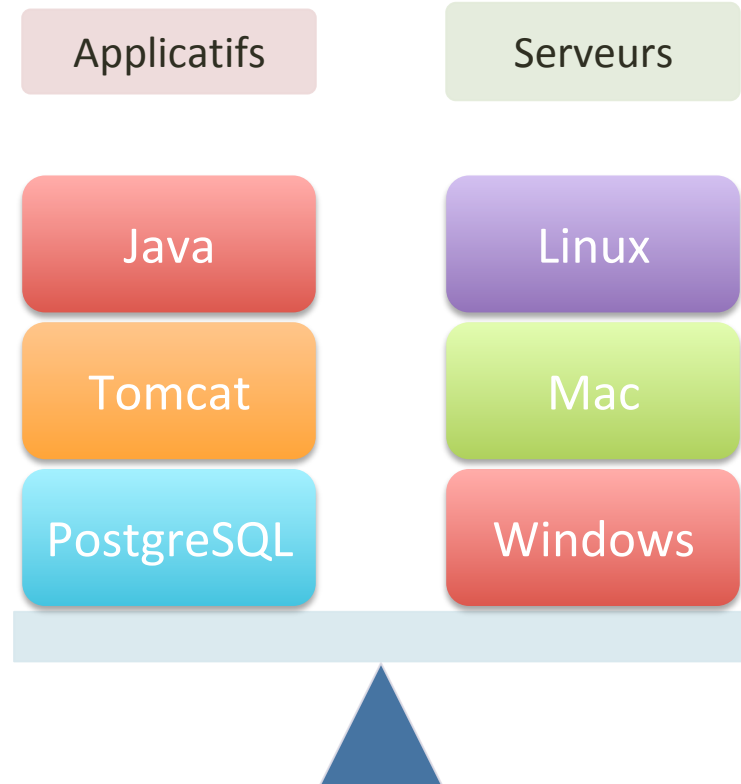 Applicatifs
Serveurs
Java
Linux
Tomcat
Mac
PostgreSQL
Windows